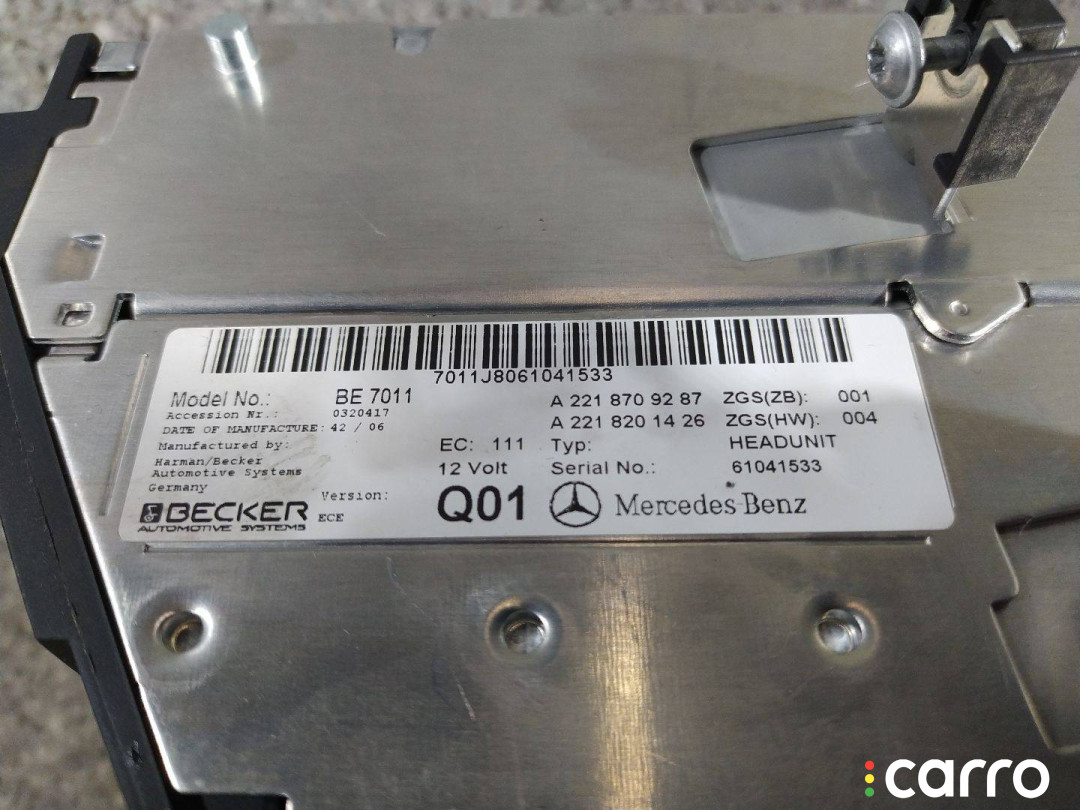 7011J8061041533
Model No.: BE 7011 A 221 870 92 87 ZGS(ZB): 001
Accession Nr.: 0320417 A 221 820 14 26 ZGS(HW): 004
DATE OF MANUFACTURE: 42 / 06 EC: 111 Typ: HEADUNIT
Manufactured by: 12 Volt Serial No.: 61041533
Harman/Becker
Automotive Systems
Germany
Version: Q01 Mercedes-Benz
BECKER ECE
AUTOMOTIVE SYSTEMS
carro